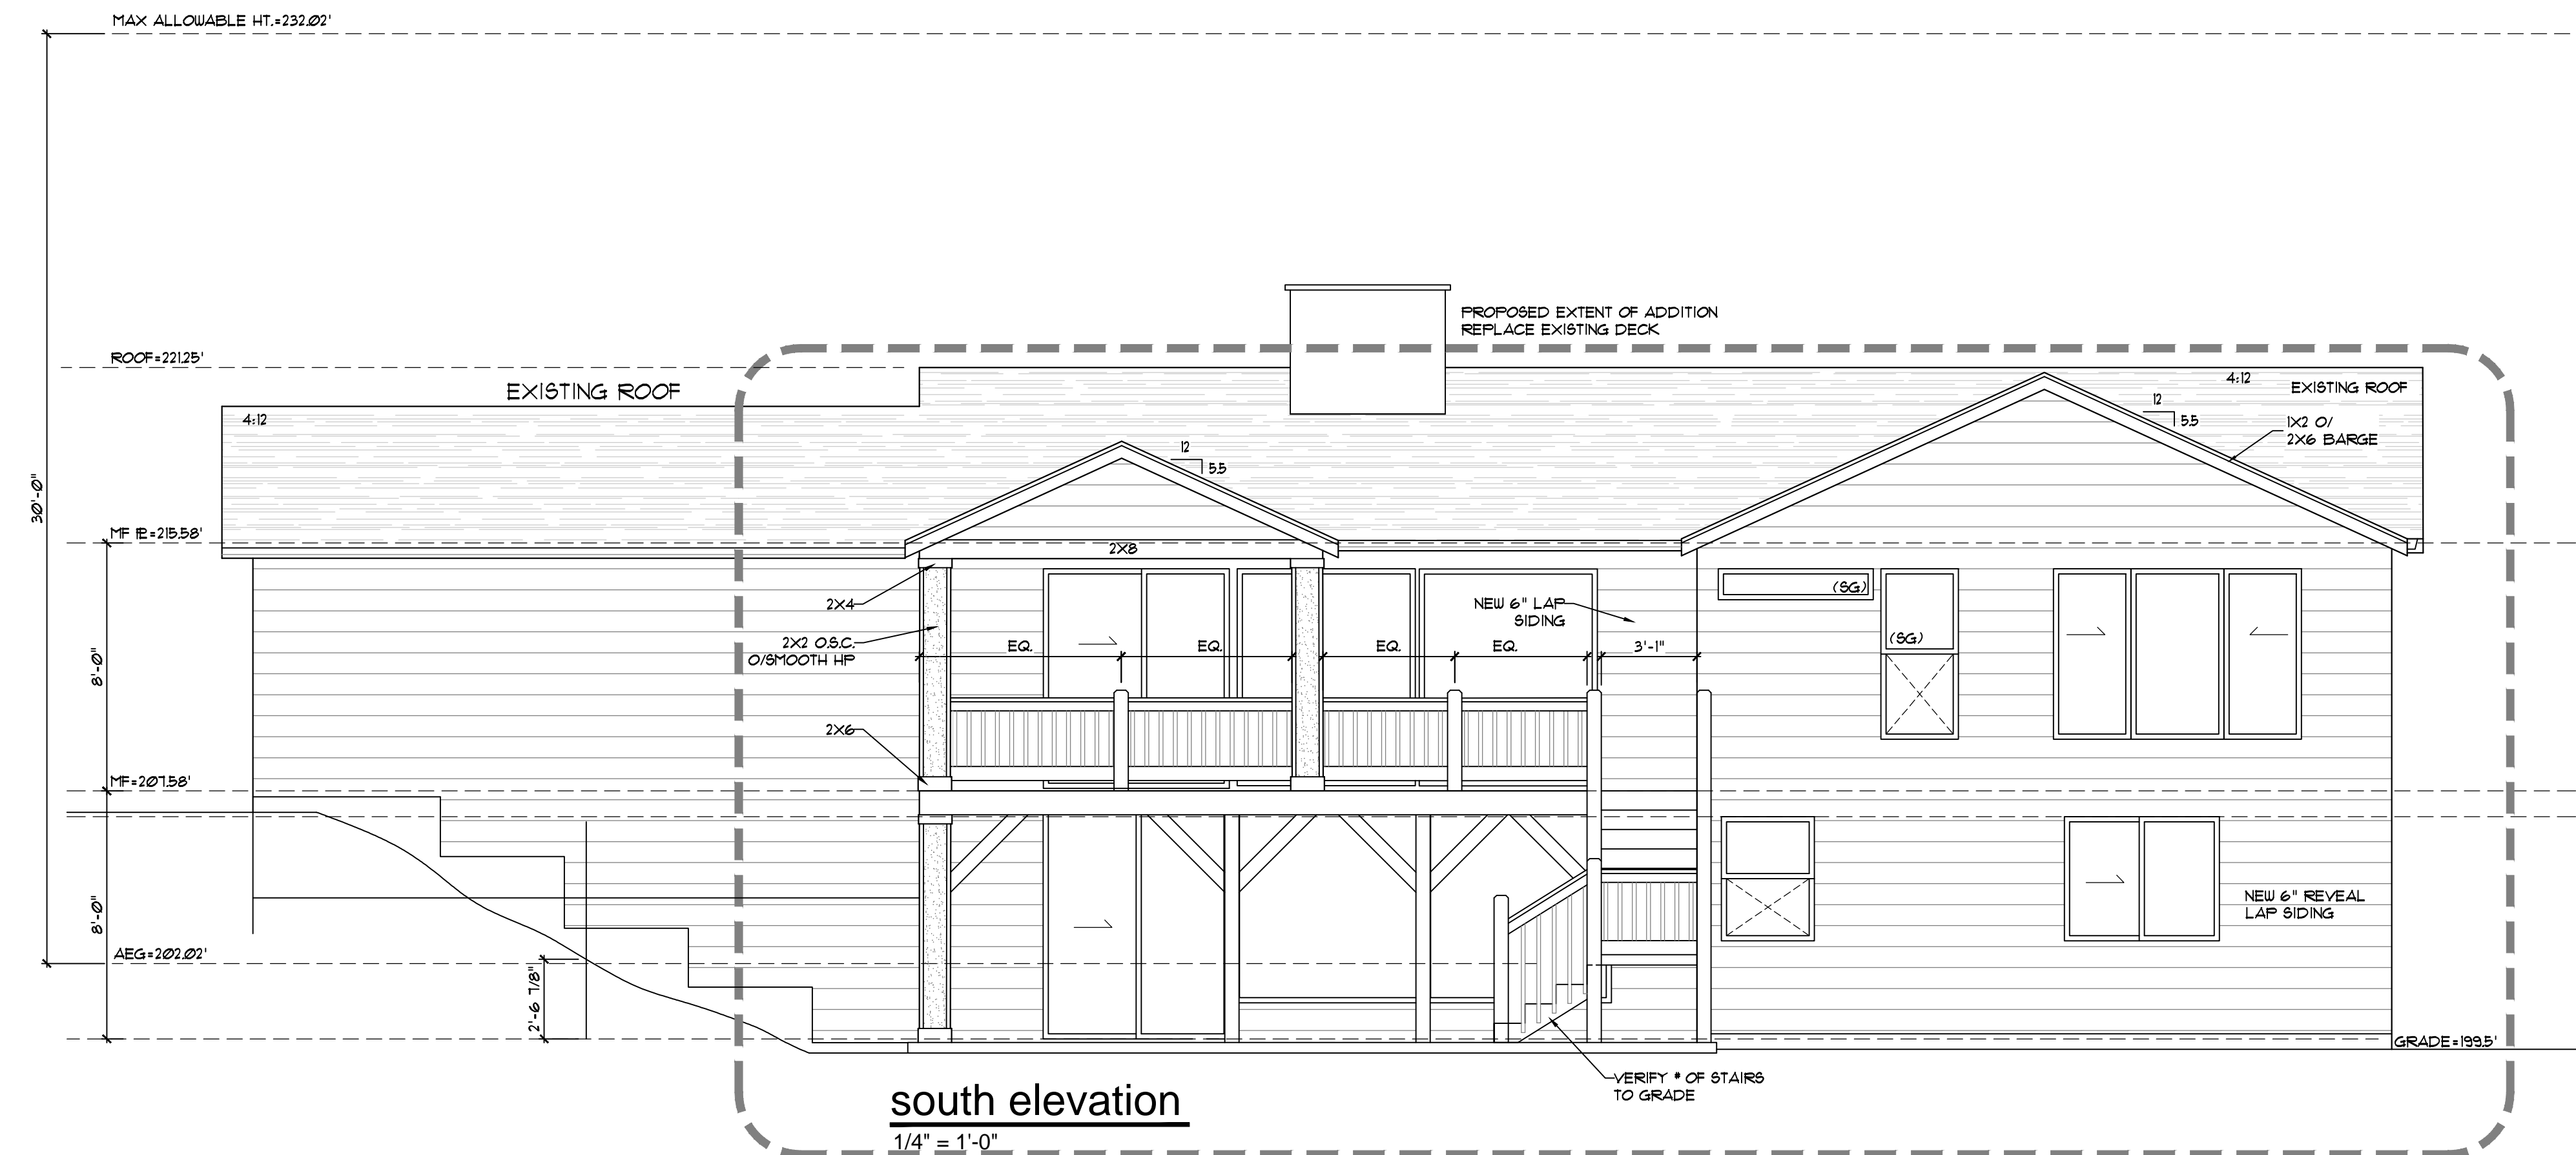 MAX ALLOWABLE HT.=232.02'
PROPOSED EXTENT OF ADDITION
REPLACE EXISTING DECK
ROOF=221.25'
EXISTING ROOF
4:12
4:12
EXISTING ROOF
12
5.5
1X2 O/
2X6 BARGE
12
5.5
30'-0"
MF PL=215.58'
2X8
2X4
2X2 O.S.C.
O/SMOOTH HP
NEW 6" LAP
SIDING
(SG)
(SG)
EQ.
EQ.
EQ.
EQ.
3'-1"
8'-0"
2X6
MF=207.58'
8'-0"
NEW 6" REVEAL
LAP SIDING
AEG=202.02'
2'-6 7/8"
GRADE=199.5'
VERIFY # OF STAIRS
TO GRADE
south elevation
1/4" = 1'-0"